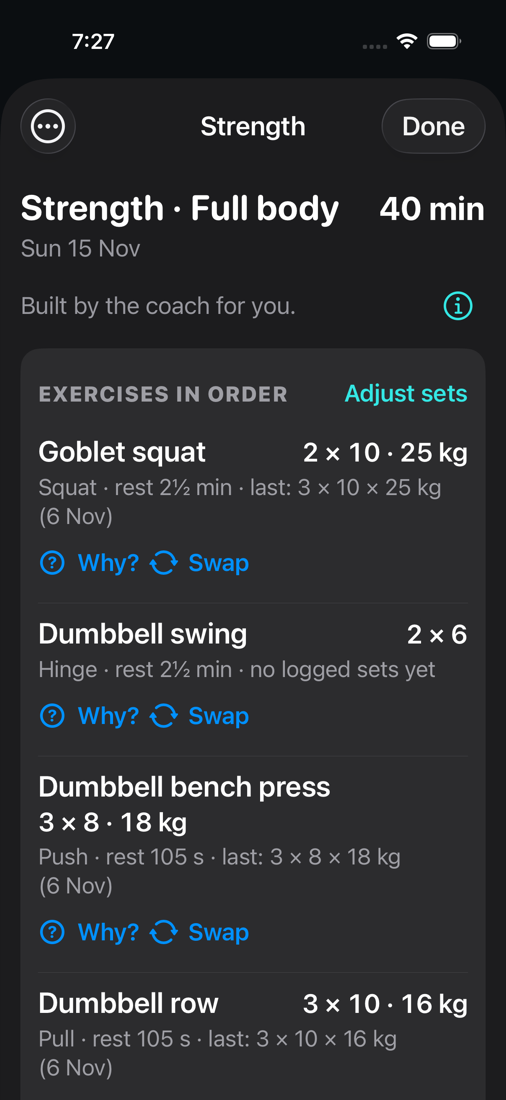 7:27
Strength
Done
Strength · Full body
40 min
Sun 15 Nov
Built by the coach for you.
EXERCISES IN ORDER
Adjust sets
Goblet squat
2 × 10 · 25 kg
Squat · rest 2½ min · last: 3 × 10 × 25 kg
(6 Nov)
Why? Swap
Dumbbell swing
2 × 6
Hinge · rest 2½ min · no logged sets yet
Why? Swap
Dumbbell bench press
3 × 8 · 18 kg
Push · rest 105 s · last: 3 × 8 × 18 kg
(6 Nov)
Why? Swap
Dumbbell row
3 × 10 · 16 kg
Pull · rest 105 s · last: 3 × 10 × 16 kg
(6 Nov)